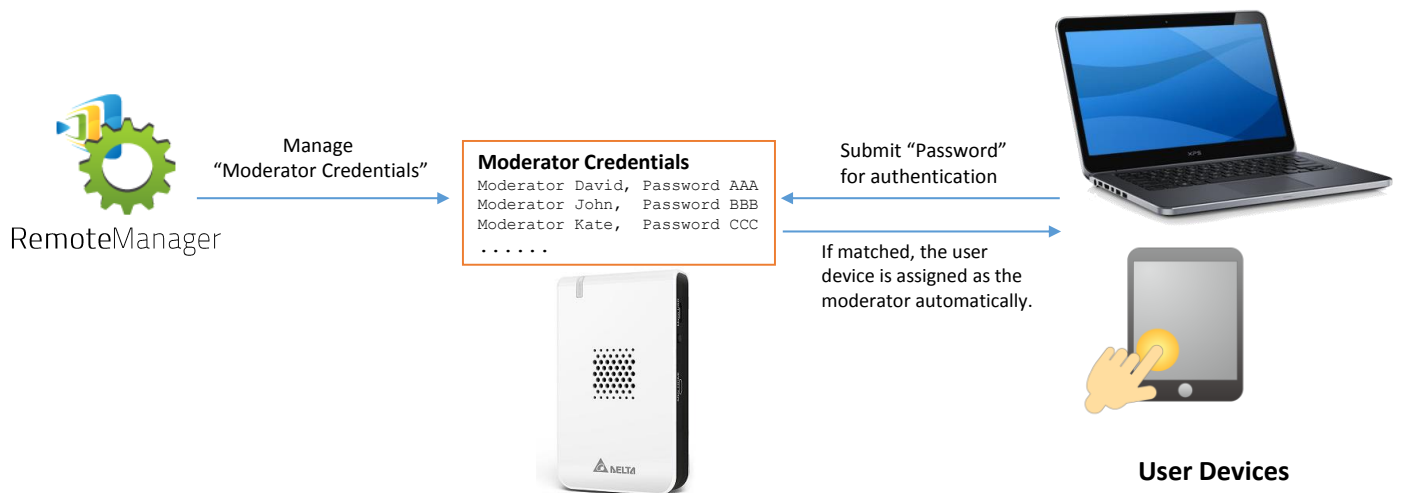 Manage
“Moderator Credentials”
RemoteManager
Moderator Credentials
Moderator David, Password AAA
Moderator John,  Password BBB
Moderator Kate,  Password CCC
......
Submit “Password”
for authentication
If matched, the user
device is assigned as the
moderator automatically.
XPS
DELTA
User Devices